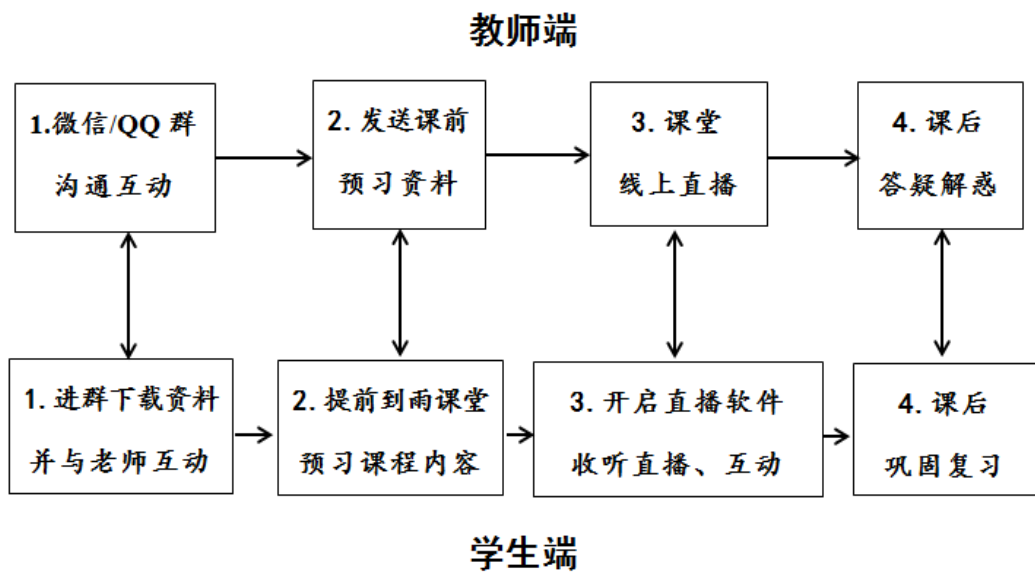 教师端
1.微信/QQ 群
沟通互动
2. 发送课前
预习资料
3. 课堂
线上直播
4. 课后
答疑解惑
1. 进群下载资料
并与老师互动
2. 提前到雨课堂
预习课程内容
3. 开启直播软件
收听直播、互动
4. 课后
巩固复习
学生端